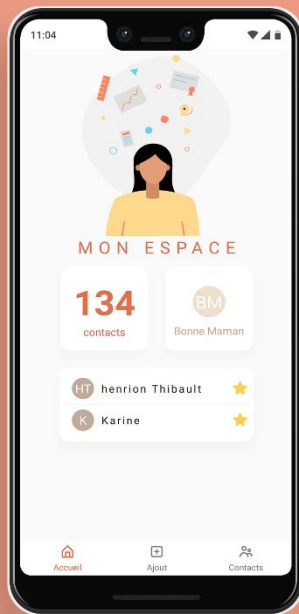 11:04
MON ESPACE
134
contacts
BM
Bonne Maman
HT henrion Thibault
K Karine
Accueil Ajout Contacts